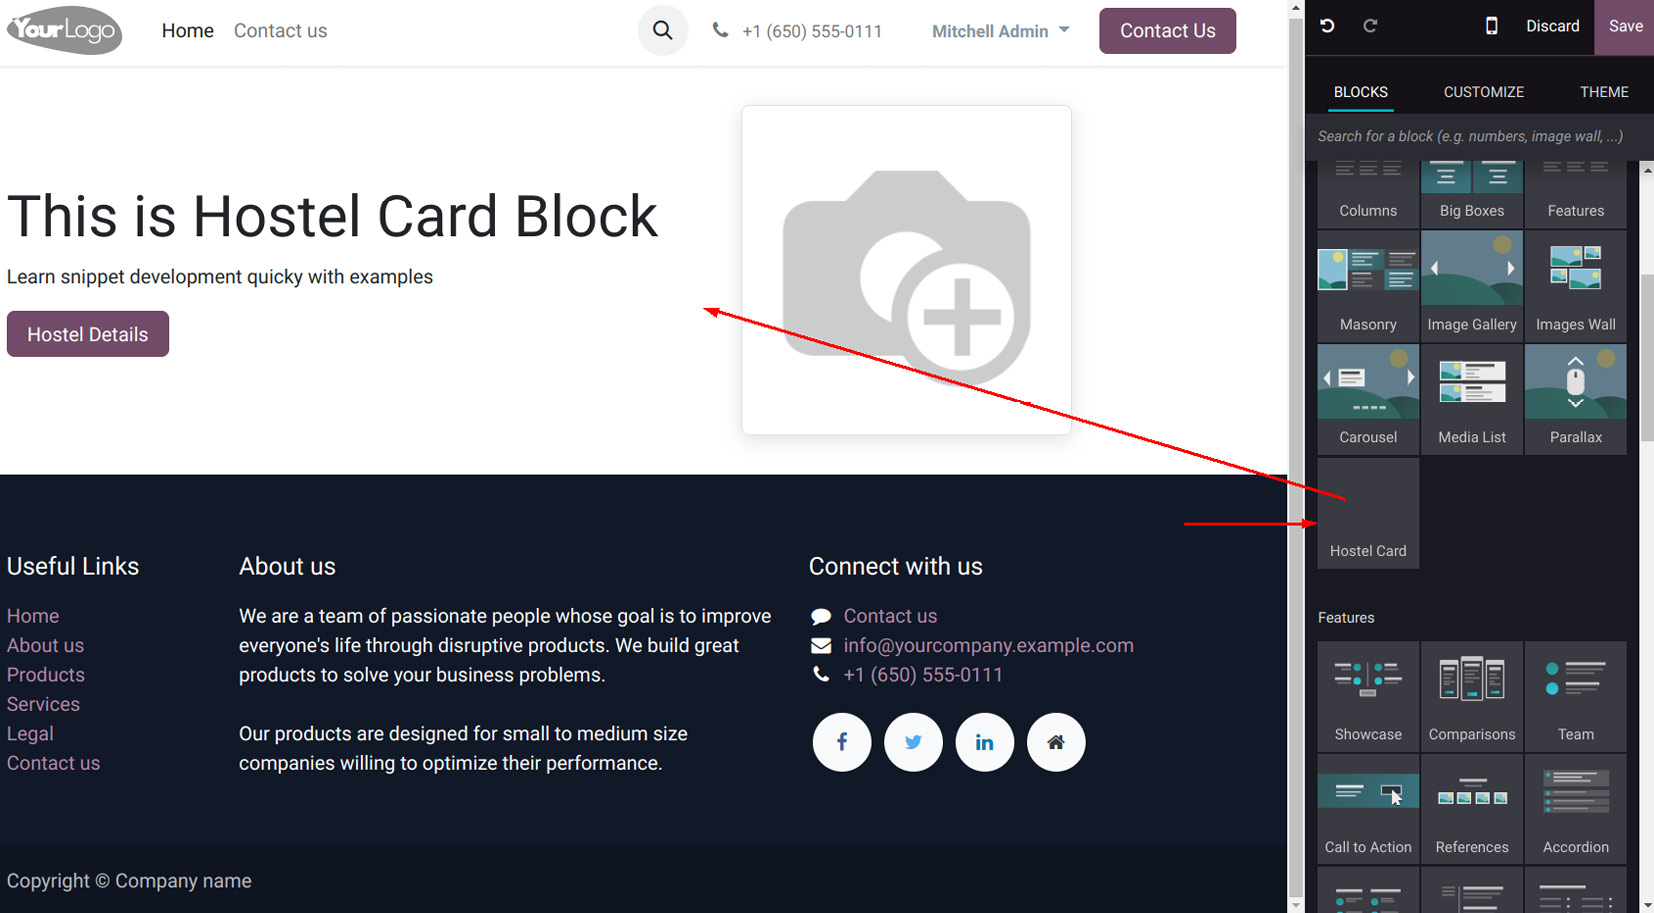 YourLogo
Home
Contact us
+1 (650) 555-0111
Mitchell Admin
Contact Us
This is Hostel Card Block
Learn snippet development quicky with examples
Hostel Details
Useful Links
Home
About us
Products
Services
Legal
Contact us
About us
We are a team of passionate people whose goal is to improve
everyone's life through disruptive products. We build great
products to solve your business problems.
Our products are designed for small to medium size
companies willing to optimize their performance.
Connect with us
Contact us
info@yourcompany.example.com
+1 (650) 555-0111
Copyright © Company name
Discard
Save
BLOCKS
CUSTOMIZE
THEME
Search for a block (e.g. numbers, image wall, ...)
Columns
Big Boxes
Features
Masonry
Image Gallery
Images Wall
Carousel
Media List
Parallax
Hostel Card
Features
Showcase
Comparisons
Team
Call to Action
References
Accordion